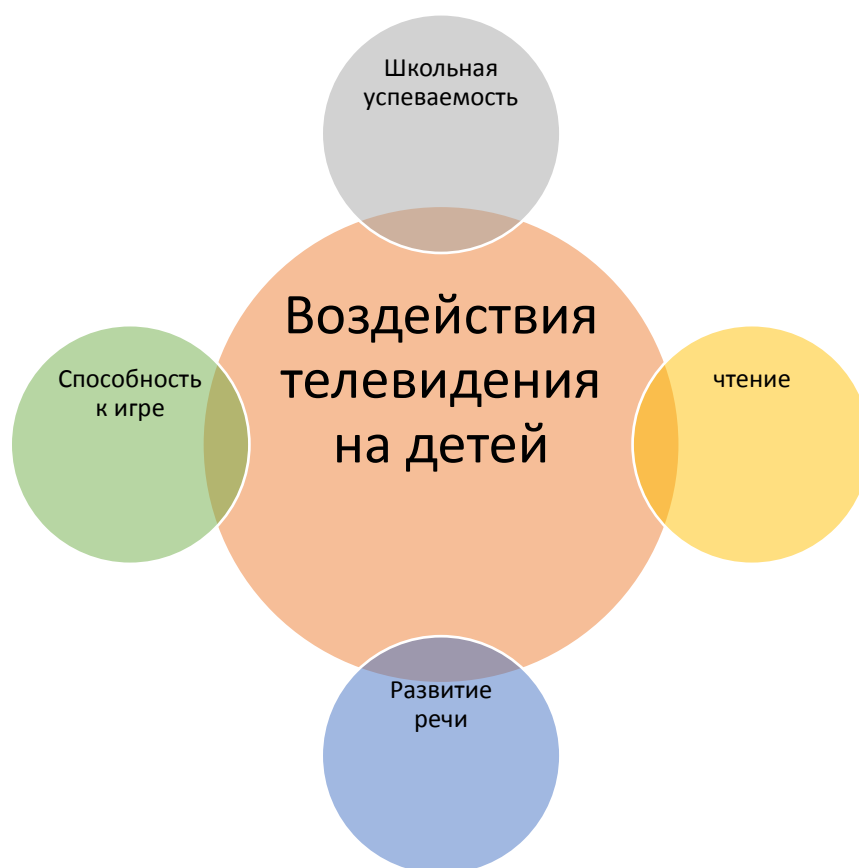 Школьная
успеваемость
Воздействия
телевидения
на детей
Способность
к игре
чтение
Развитие
речи